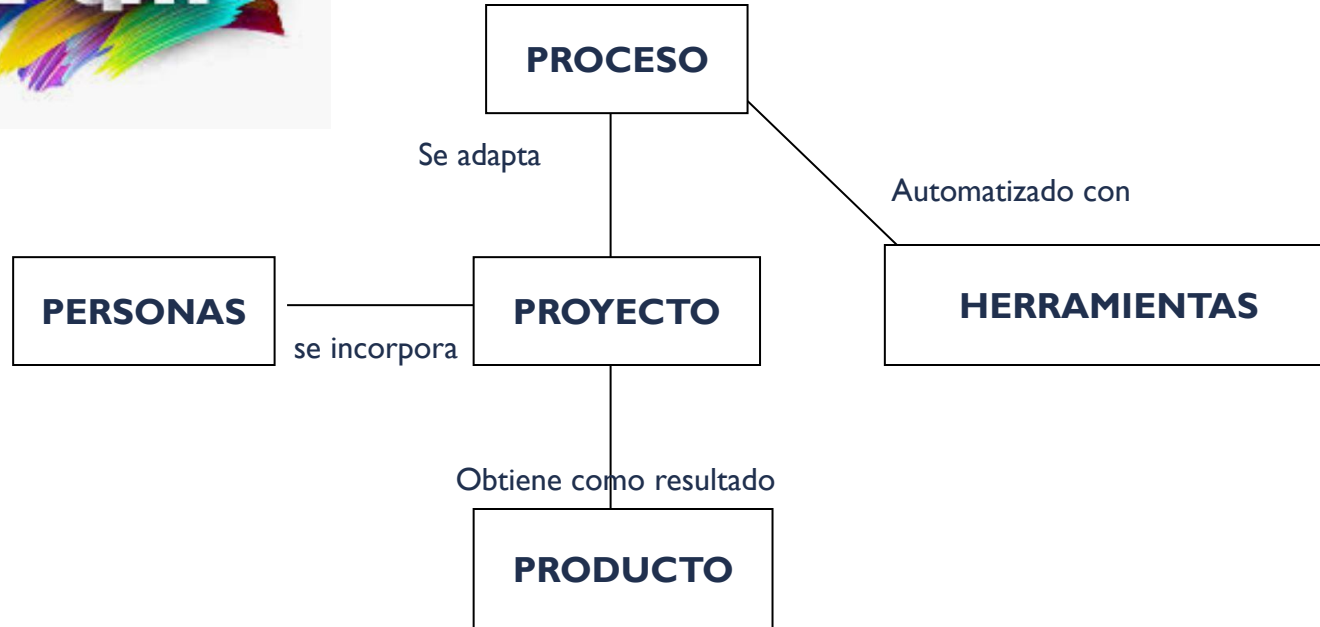 PROCESO
Se adapta
Automatizado con
PERSONAS
se incorpora
PROYECTO
HERRAMIENTAS
Obtiene como resultado
PRODUCTO